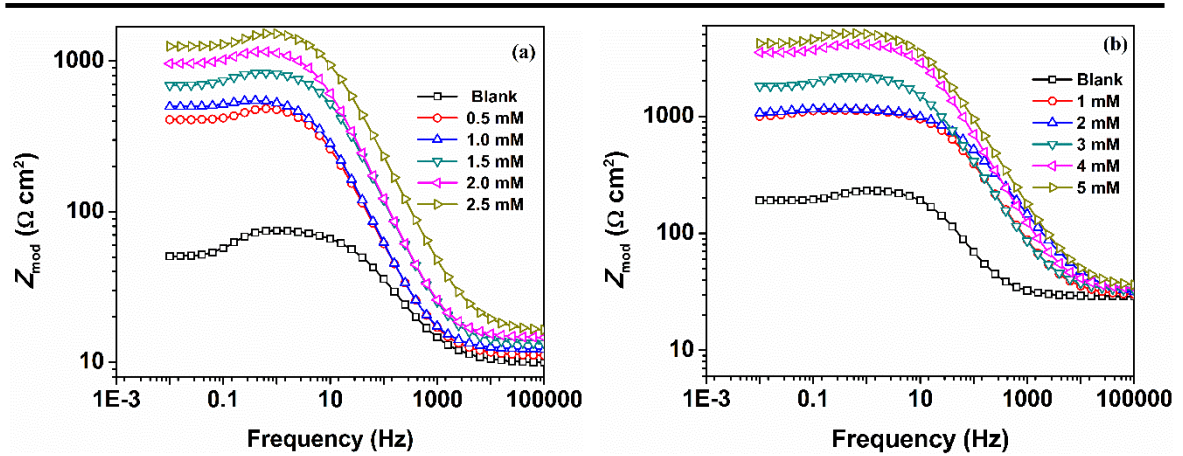 (a)
1000
100
10
Zmod (Ω cm²)
Blank
0.5 mM
1.0 mM
1.5 mM
2.0 mM
2.5 mM
1E-3 0.1 10 1000 100000
Frequency (Hz)
(b)
1000
100
10
Zmod (Ω cm²)
Blank
1 mM
2 mM
3 mM
4 mM
5 mM
1E-3 0.1 10 1000 100000
Frequency (Hz)